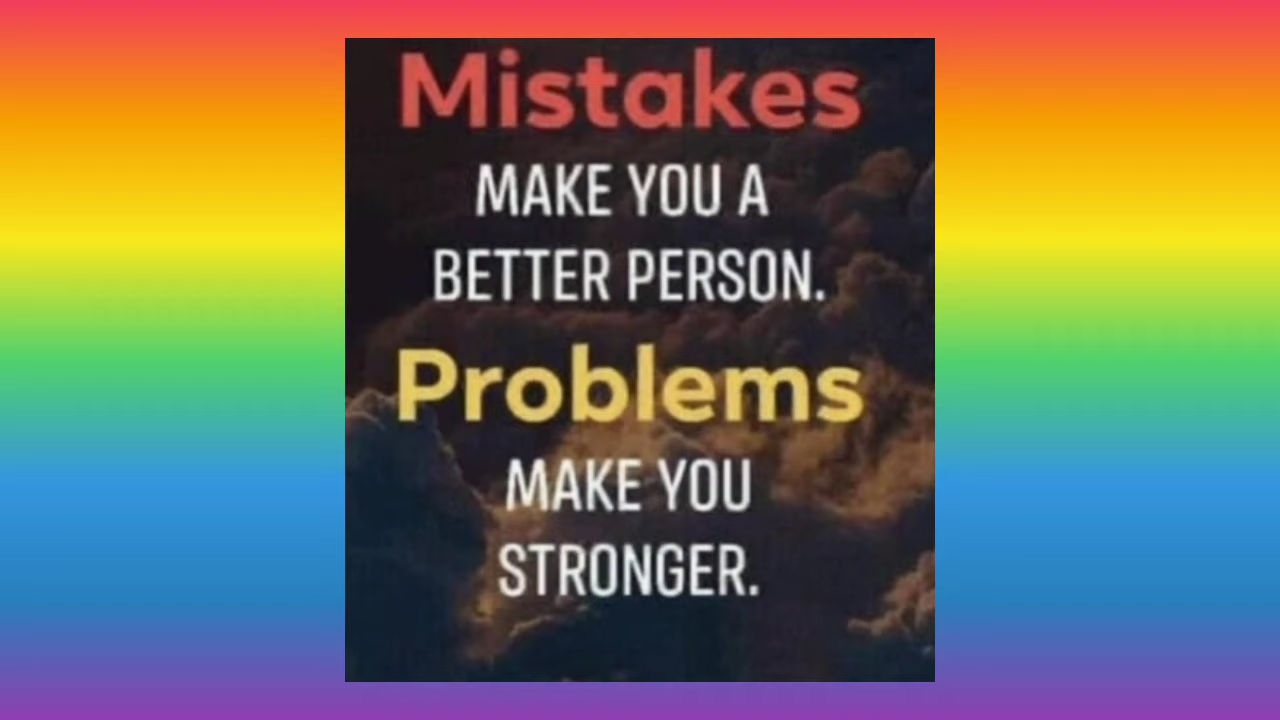 Mistakes
MAKE YOU A
BETTER PERSON.
Problems
MAKE YOU
STRONGER.